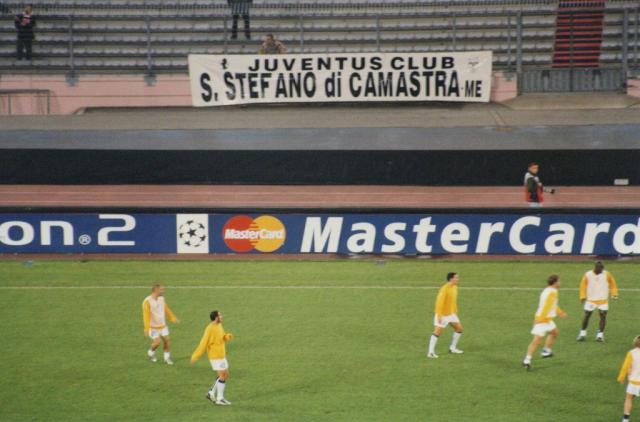 JUVENTUS CLUB
S. STEFANO di CAMASTRA-ME
on®2 MasterCard MasterCard